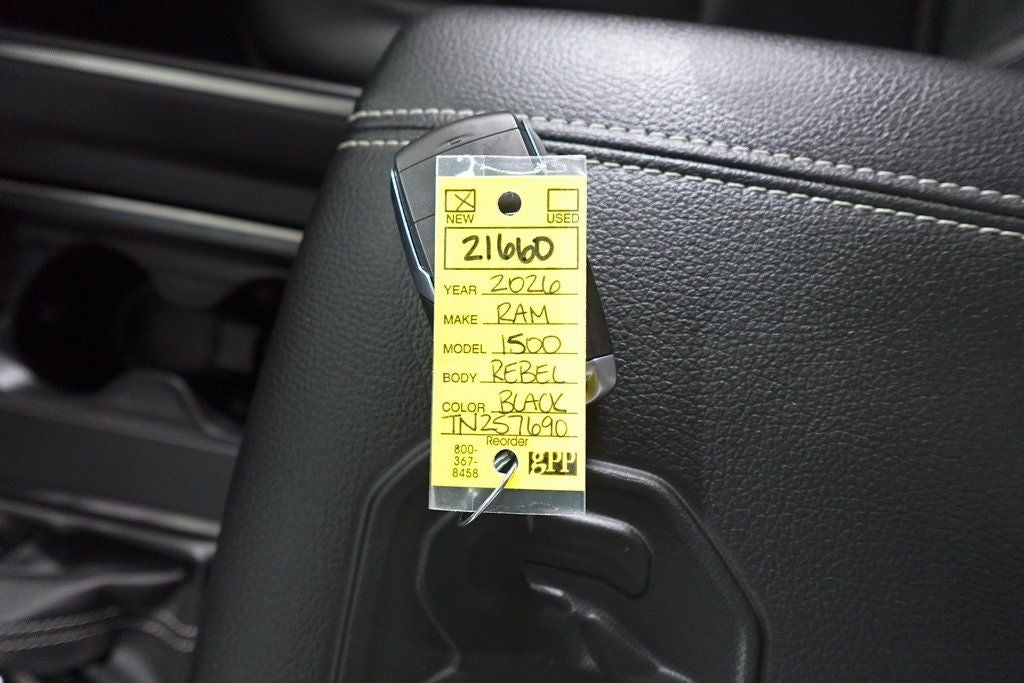 NEW USED
21660
YEAR 2026
MAKE RAM
MODEL 1500
BODY REBEL
COLOR BLACK
TN257690
Reorder
800-
367-
8458
gPP